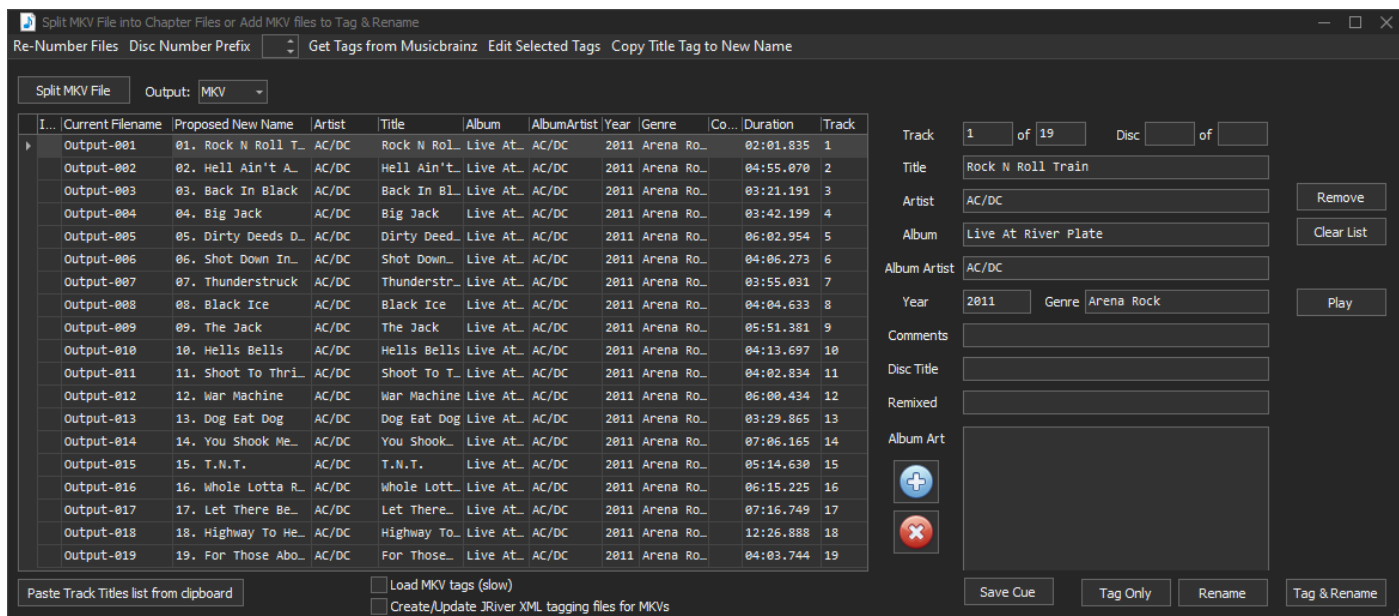 Split MKV File into Chapter Files or Add MKV files to Tag & Rename
Re-Number Files Disc Number Prefix Get Tags from Musicbrainz Edit Selected Tags Copy Title Tag to New Name
Split MKV File Output: MKV
I... Current Filename Proposed New Name Artist Title Album AlbumArtist Year Genre Co... Duration Track
Output-001 01. Rock N Roll T… AC/DC Rock N Rol… Live At… AC/DC 2011 Arena Ro… 02:01.835 1
Output-002 02. Hell Ain't A… AC/DC Hell Ain't… Live At… AC/DC 2011 Arena Ro… 04:55.070 2
Output-003 03. Back In Black AC/DC Back In Bl… Live At… AC/DC 2011 Arena Ro… 03:21.191 3
Output-004 04. Big Jack AC/DC Big Jack Live At… AC/DC 2011 Arena Ro… 03:42.199 4
Output-005 05. Dirty Deeds D… AC/DC Dirty Deed… Live At… AC/DC 2011 Arena Ro… 06:02.954 5
Output-006 06. Shot Down In… AC/DC Shot Down… Live At… AC/DC 2011 Arena Ro… 04:06.273 6
Output-007 07. Thunderstruck AC/DC Thunderstr… Live At… AC/DC 2011 Arena Ro… 03:55.031 7
Output-008 08. Black Ice AC/DC Black Ice Live At… AC/DC 2011 Arena Ro… 04:04.633 8
Output-009 09. The Jack AC/DC The Jack Live At… AC/DC 2011 Arena Ro… 05:51.381 9
Output-010 10. Hells Bells AC/DC Hells Bells Live At… AC/DC 2011 Arena Ro… 04:13.697 10
Output-011 11. Shoot To Thri… AC/DC Shoot To T… Live At… AC/DC 2011 Arena Ro… 04:02.834 11
Output-012 12. War Machine AC/DC War Machine Live At… AC/DC 2011 Arena Ro… 06:00.434 12
Output-013 13. Dog Eat Dog AC/DC Dog Eat Dog Live At… AC/DC 2011 Arena Ro… 03:29.865 13
Output-014 14. You Shook Me… AC/DC You Shook… Live At… AC/DC 2011 Arena Ro… 07:06.165 14
Output-015 15. T.N.T. AC/DC T.N.T. Live At… AC/DC 2011 Arena Ro… 05:14.630 15
Output-016 16. Whole Lotta R… AC/DC Whole Lott… Live At… AC/DC 2011 Arena Ro… 06:15.225 16
Output-017 17. Let There Be… AC/DC Let There… Live At… AC/DC 2011 Arena Ro… 07:16.749 17
Output-018 18. Highway To He… AC/DC Highway To… Live At… AC/DC 2011 Arena Ro… 12:26.888 18
Output-019 19. For Those Abo… AC/DC For Those… Live At… AC/DC 2011 Arena Ro… 04:03.744 19
Track 1 of 19 Disc of
Title Rock N Roll Train
Artist AC/DC
Album Live At River Plate
Album Artist AC/DC
Year 2011 Genre Arena Rock
Comments
Disc Title
Remixed
Album Art
Remove
Clear List
Play
Paste Track Titles list from clipboard
Load MKV tags (slow)
Create/Update JRiver XML tagging files for MKVs
Save Cue Tag Only Rename Tag & Rename